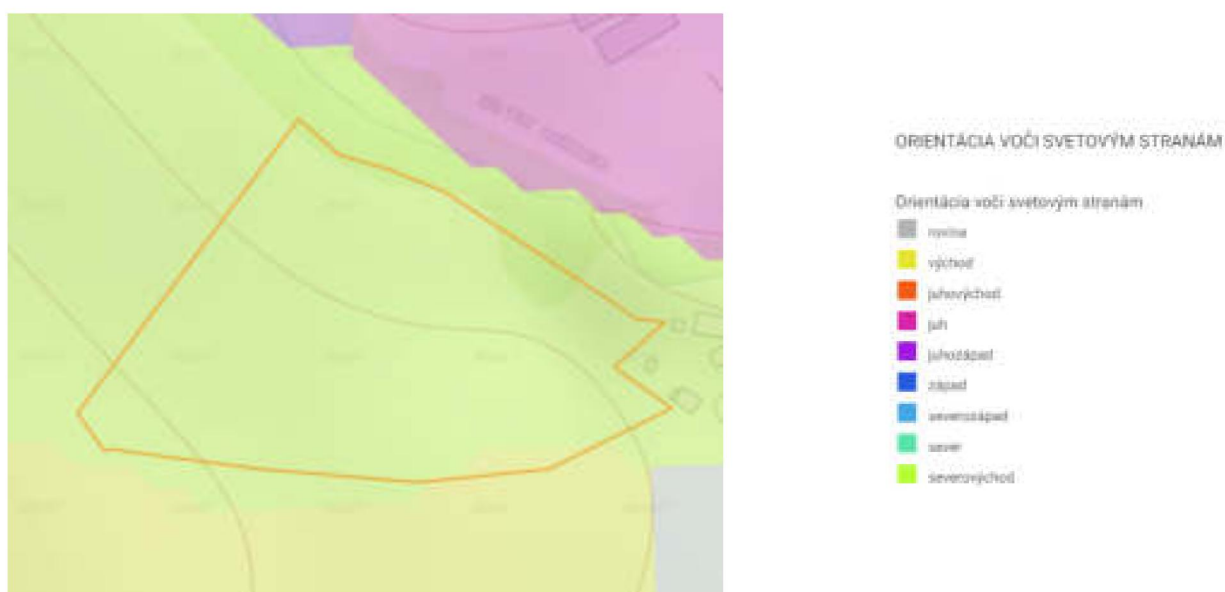 ORIENTÁCIA VOČI SVETOVÝM STRANÁM
Orientácia voči svetovým stranám
rovina
východ
juhovýchod
juh
juhozápad
západ
severozápad
sever
severovýchod